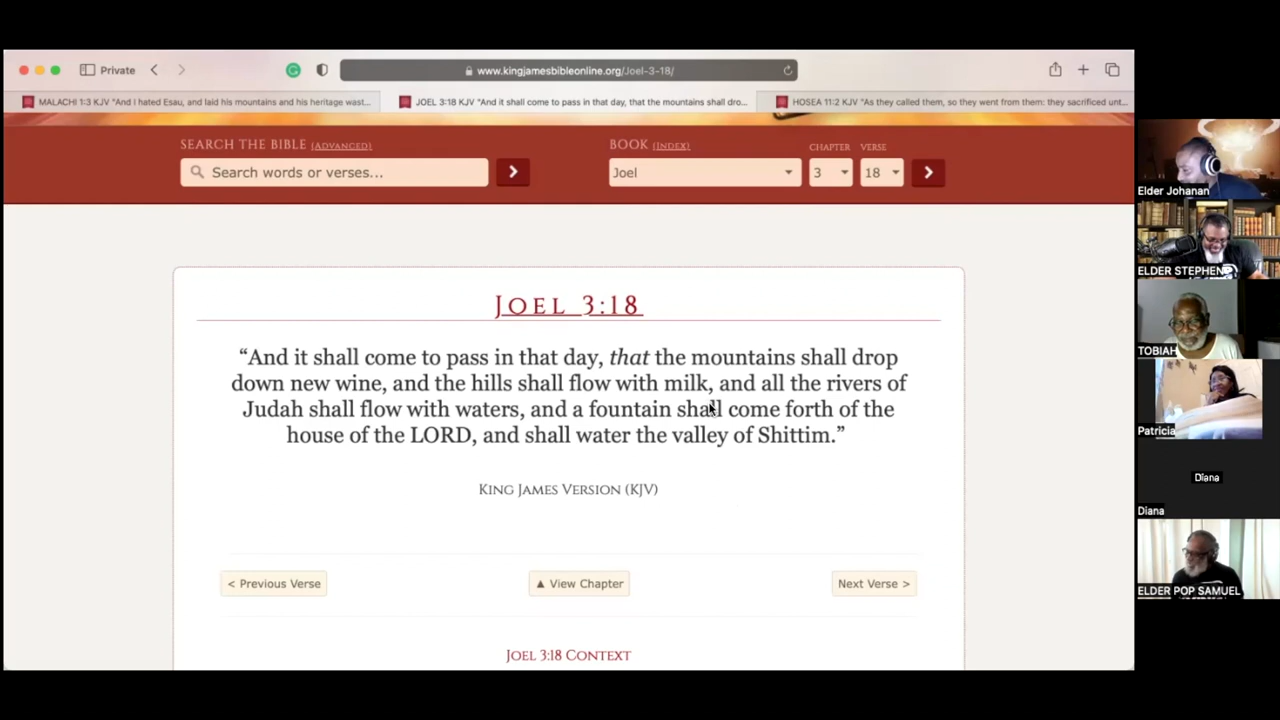 Private
www.kingjamesbibleonline.org/Joel-3-18/
MALACHI 1:3 KJV "And I hated Esau, and laid his mountains and his heritage wast...
JOEL 3:18 KJV "And it shall come to pass in that day, that the mountains shall dro...
HOSEA 11:2 KJV "As they called them, so they went from them: they sacrificed unt...
SEARCH THE BIBLE (ADVANCED)
Search words or verses...
BOOK (INDEX)
CHAPTER
VERSE
Joel
3
18
JOEL 3:18
“And it shall come to pass in that day, that the mountains shall drop
down new wine, and the hills shall flow with milk, and all the rivers of
Judah shall flow with waters, and a fountain shall come forth of the
house of the LORD, and shall water the valley of Shittim.”
KING JAMES VERSION (KJV)
< Previous Verse
▲ View Chapter
Next Verse >
JOEL 3:18 CONTEXT
Elder Johanan
ELDER STEPHEN
TOBIAH
Patricia
Diana
Diana
ELDER POP SAMUEL